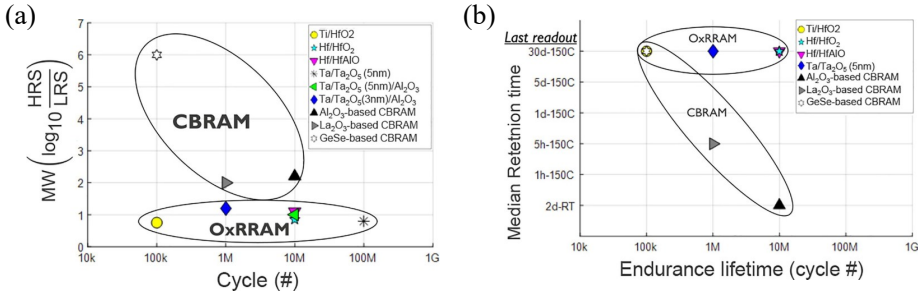 (a)
MW (log10 HRS/LRS)
7
6
5
4
3
2
1
0
10k
100k
1M
10M
100M
1G
Cycle (#)
CBRAM
OxRRAM
Ti/HfO2
Hf/HfO₂
Hf/HfAlO
Ta/Ta₂O₅ (5nm)
Ta/Ta₂O₅ (5nm)/Al₂O₃
Ta/Ta₂O₅(3nm)/Al₂O₃
Al₂O₃-based CBRAM
La₂O₃-based CBRAM
GeSe-based CBRAM
(b)
Last readout
Median Retetnion time
30d-150C
5d-150C
1d-150C
5h-150C
1h-150C
2d-RT
10k
100k
1M
10M
100M
1G
Endurance lifetime (cycle #)
OxRRAM
CBRAM
Ti/HfO2
Hf/HfO₂
Hf/HfAlO
Ta/Ta₂O₅ (5nm)
Al₂O₃-based CBRAM
La₂O₃-based CBRAM
GeSe-based CBRAM